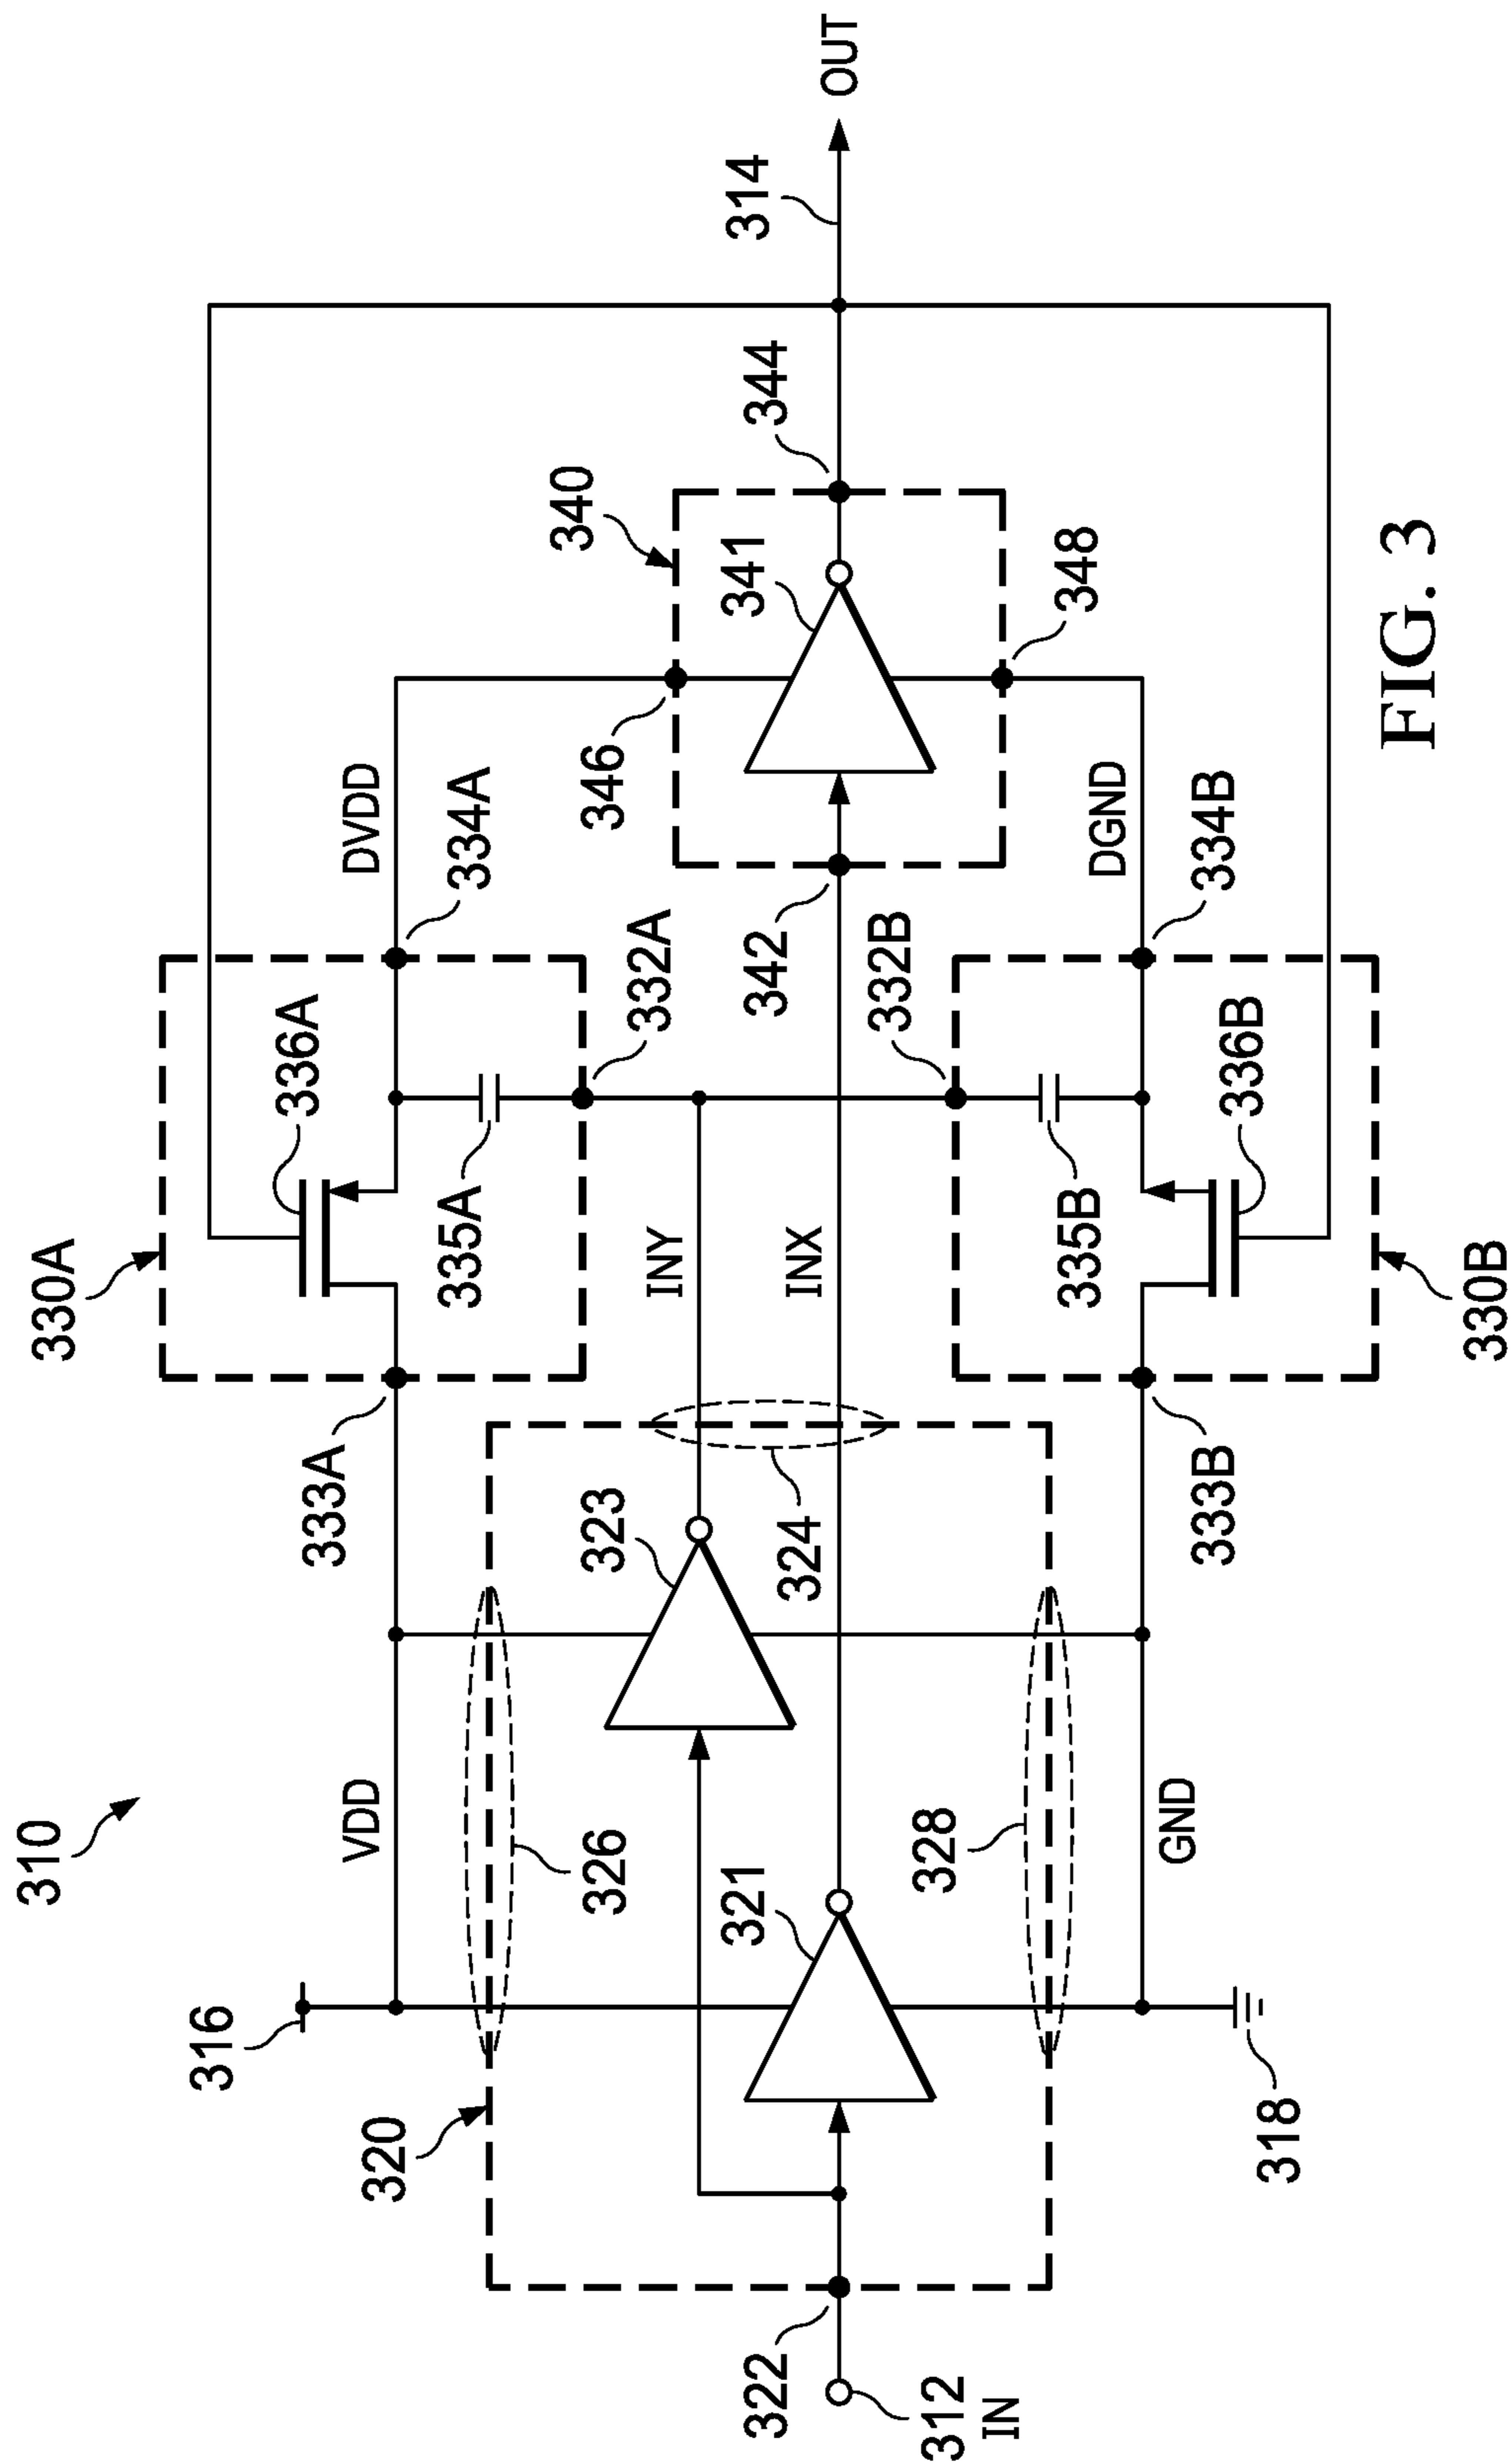 310
330A
336A
316
320
VDD
333A
335A
334A
DVDD
340
326
323
INY
332A
346
341
344
314
OUT
322
321
324
INX
342
312
IN
328
332B
348
GND
333B
335B
334B
DGND
318
336B
330B
FIG. 3